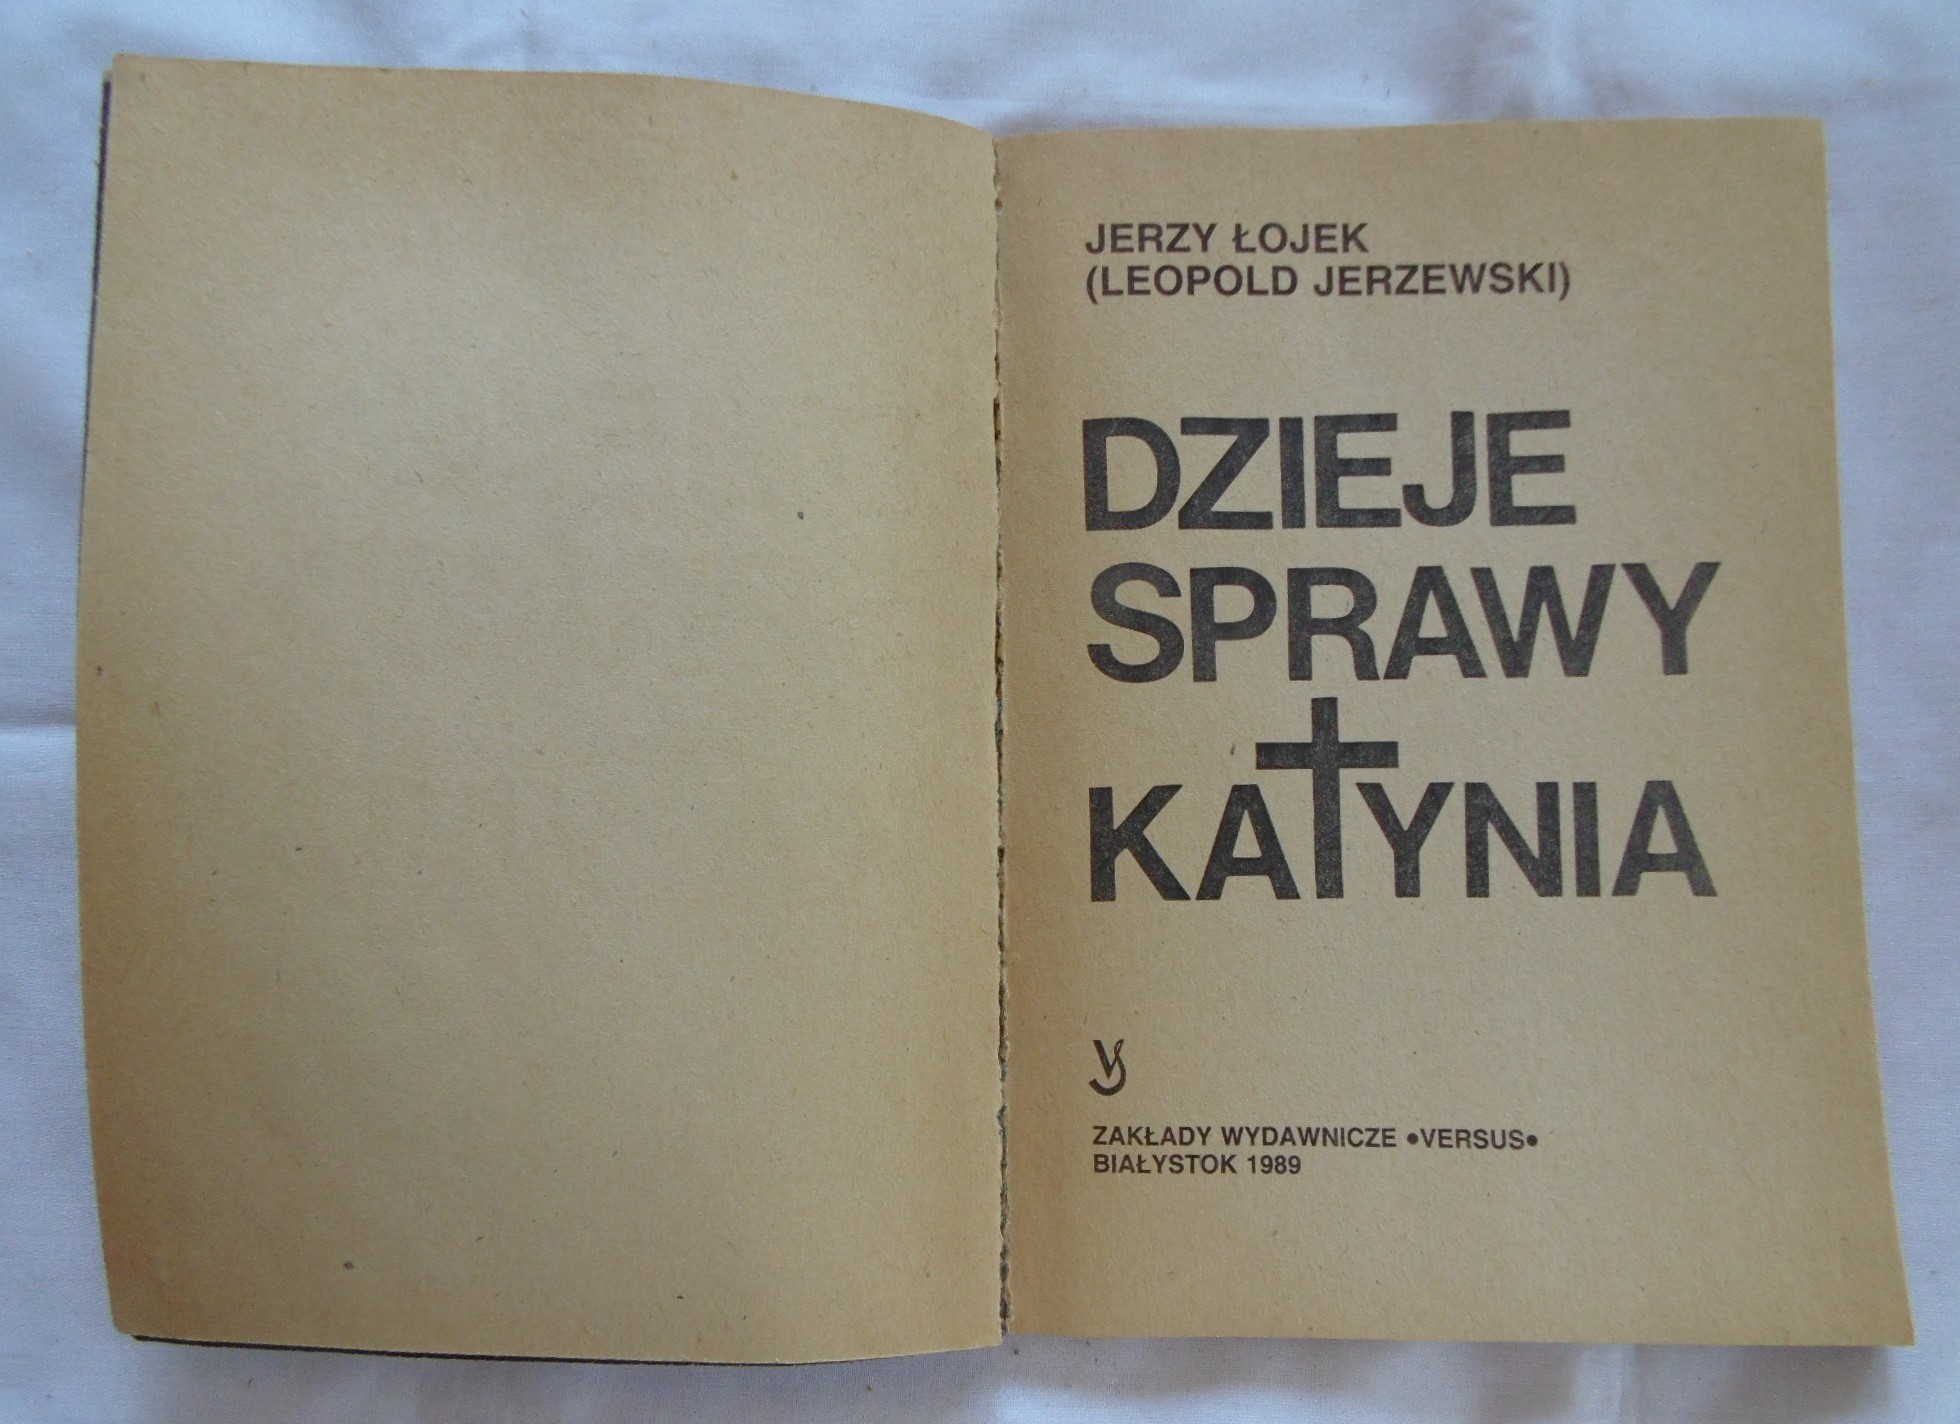 JERZY ŁOJEK
(LEOPOLD JERZEWSKI)
DZIEJE
SPRAWY
KATYNIA
ZAKŁADY WYDAWNICZE •VERSUS•
BIAŁYSTOK 1989